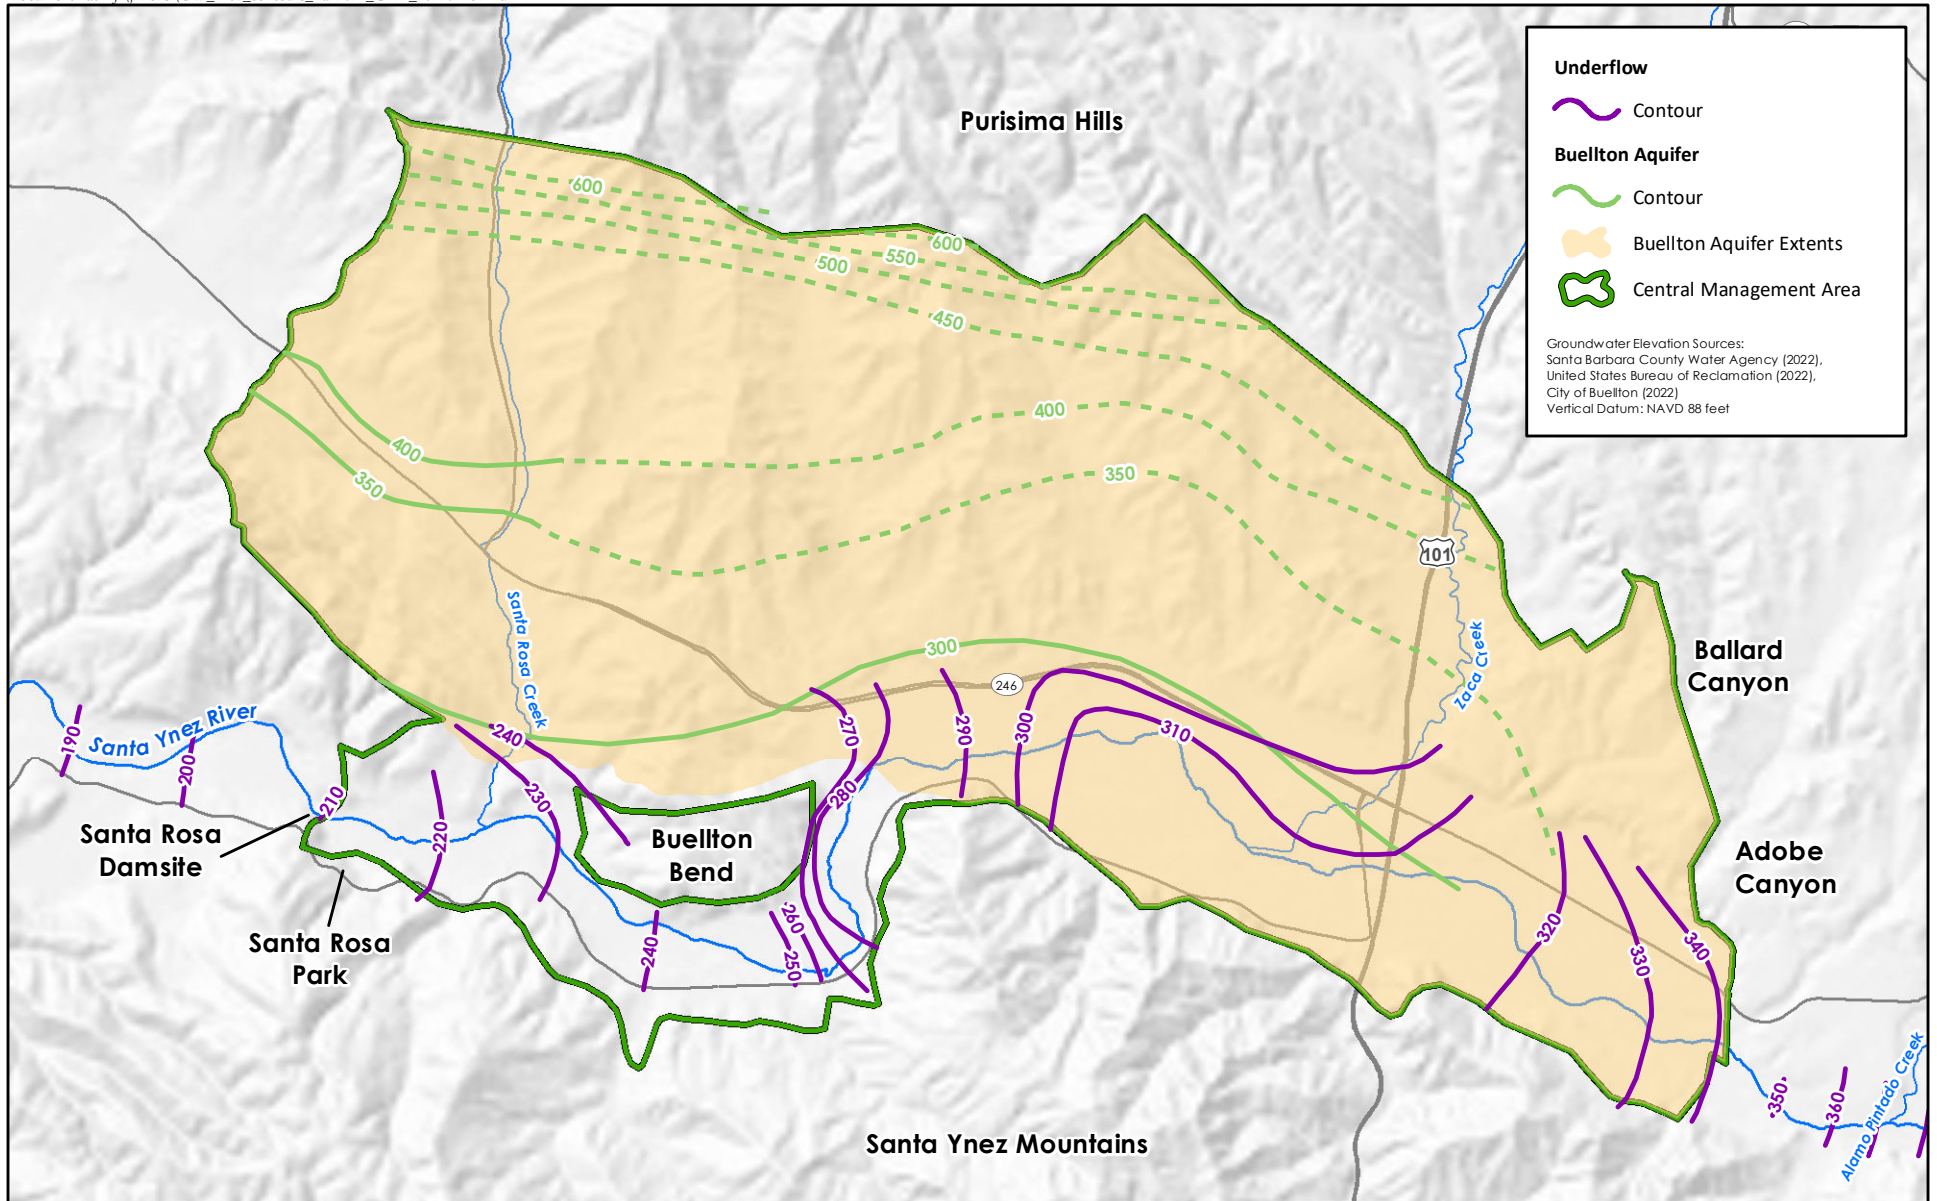 Purisima Hills
Underflow
Contour
Buellton Aquifer
Contour
Buellton Aquifer Extents
Central Management Area
Groundwater Elevation Sources:
Santa Barbara County Water Agency (2022),
United States Bureau of Reclamation (2022),
City of Buellton (2022)
Vertical Datum: NAVD 88 feet
600
600
550
500
450
400
400
350
350
101
Santa Rosa Creek
Zaca Creek
300
246
Ballard
Canyon
Santa Ynez River
190
200
210
220
230
240
270
280
290
300
310
Santa Rosa
Damsite
Buellton
Bend
Adobe
Canyon
Santa Rosa
Park
240
250
260
320
330
340
350
360
Alamo Pintado Creek
Santa Ynez Mountains